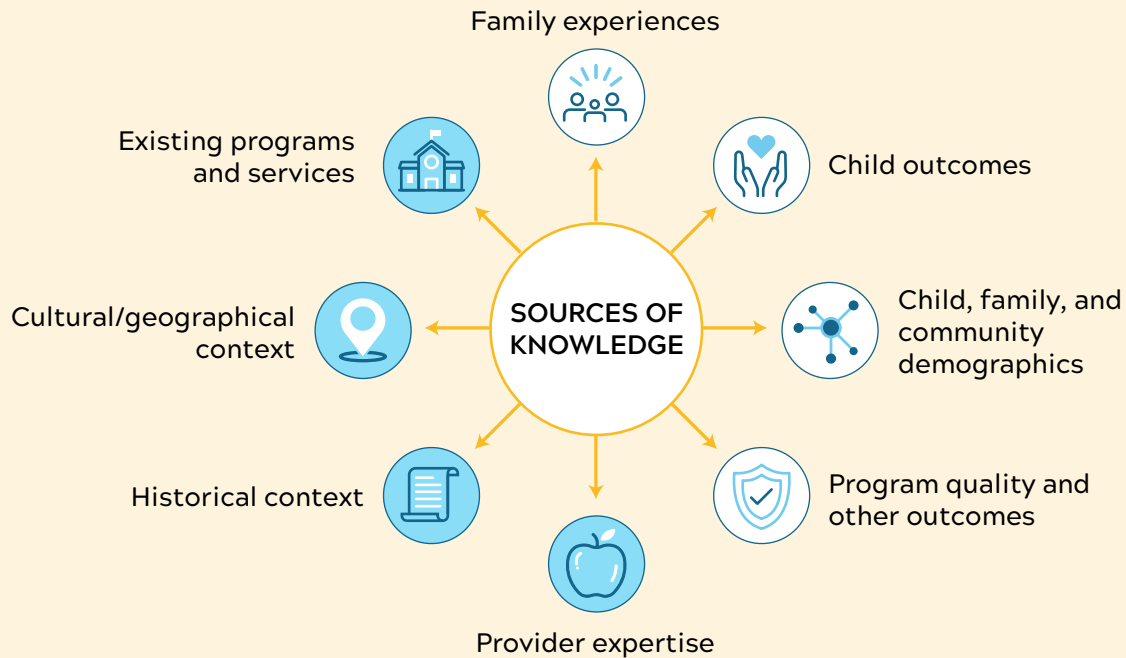 Family experiences
Existing programs
and services
Child outcomes
Cultural/geographical
context
SOURCES OF
KNOWLEDGE
Child, family, and
community
demographics
Historical context
Program quality and
other outcomes
Provider expertise